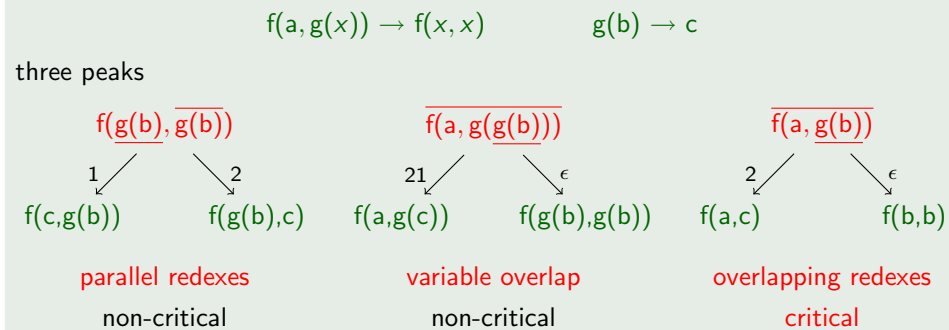 f(a, g(x)) → f(x, x) g(b) → c
three peaks
f(g(b), g(b)) f(a, g(g(b))) f(a, g(b))
1 2 21 ϵ 2 ϵ
f(c,g(b)) f(g(b),c) f(a,g(c)) f(g(b),g(b)) f(a,c) f(b,b)
parallel redexes variable overlap overlapping redexes
non-critical non-critical critical